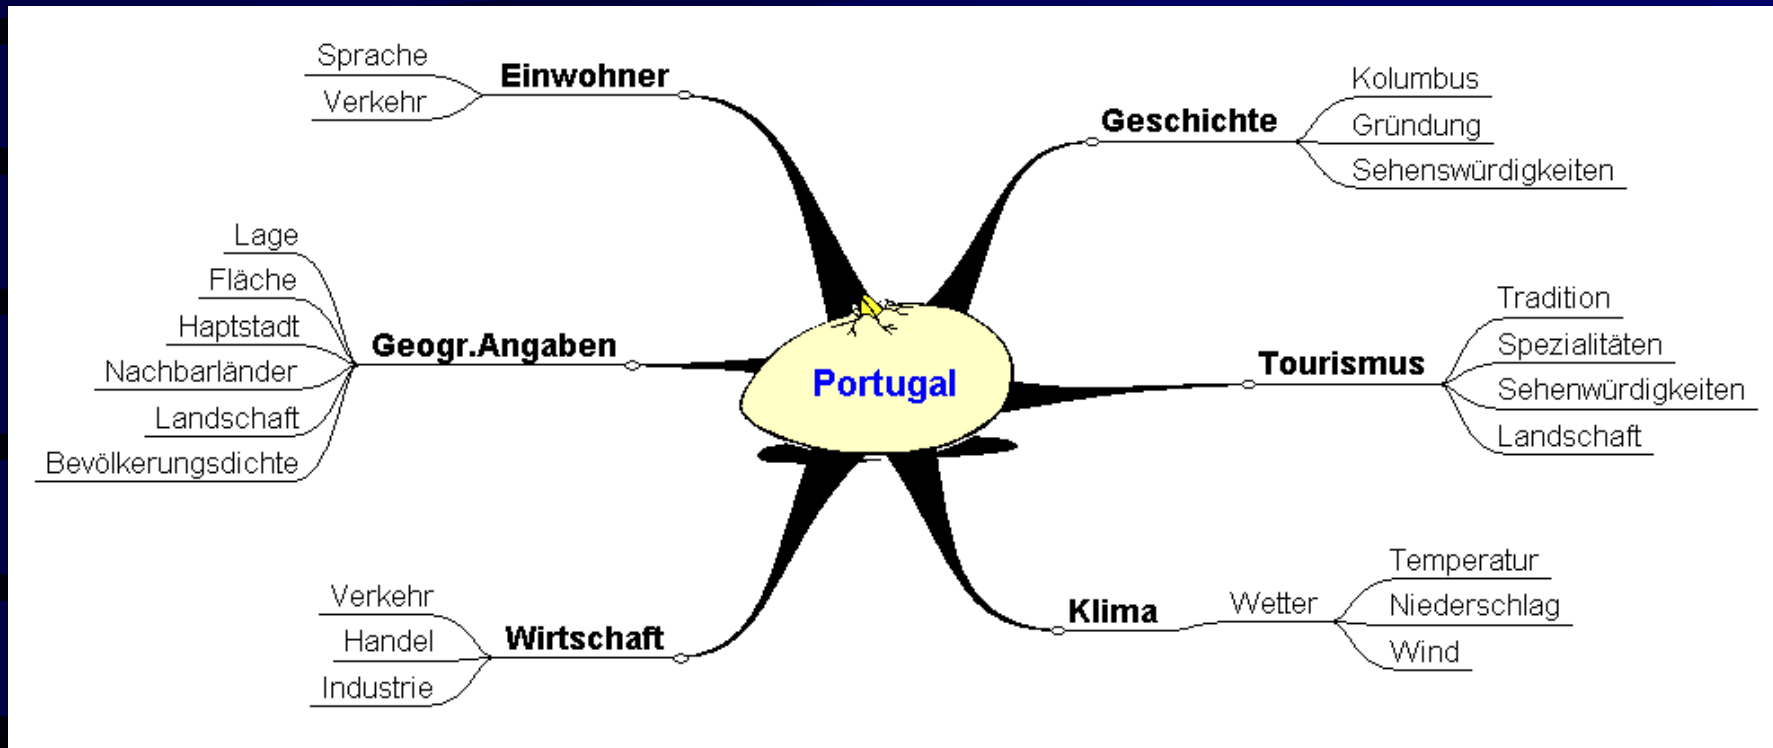 Portugal
Einwohner
Sprache
Verkehr
Geogr.Angaben
Lage
Fläche
Haptstadt
Nachbarländer
Landschaft
Bevölkerungsdichte
Wirtschaft
Verkehr
Handel
Industrie
Geschichte
Kolumbus
Gründung
Sehenswürdigkeiten
Tourismus
Tradition
Spezialitäten
Sehenwürdigkeiten
Landschaft
Klima
Wetter
Temperatur
Niederschlag
Wind